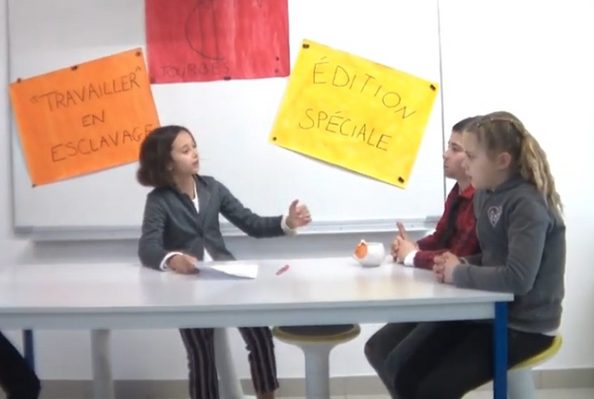 "TRAVAILLER"
EN
ESCLAVAGE
ÉDITION
SPÉCIALE